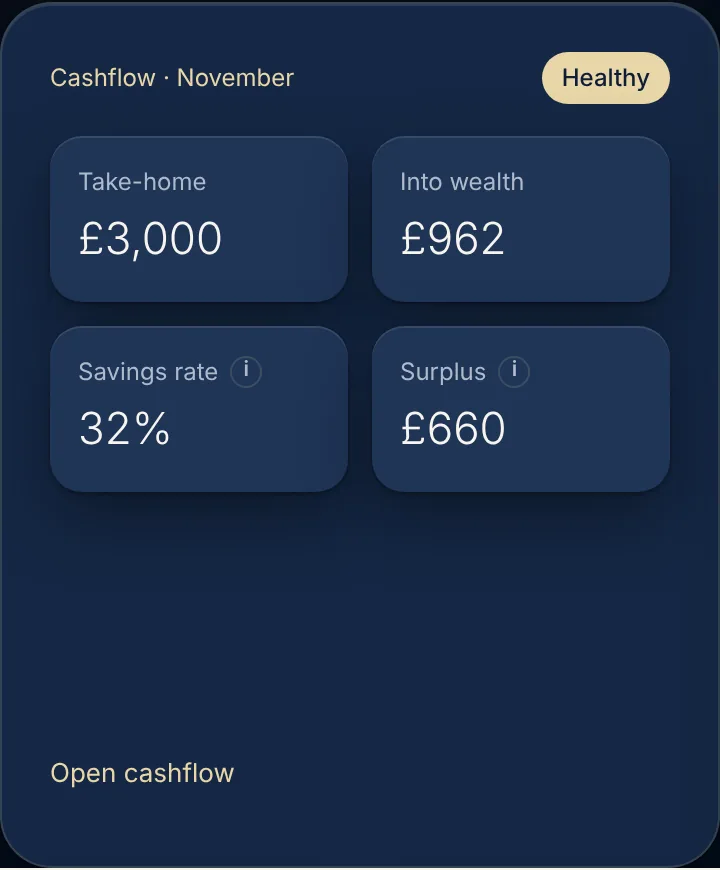 Cashflow · November
Healthy
Take-home
£3,000
Into wealth
£962
Savings rate i
32%
Surplus i
£660
Open cashflow